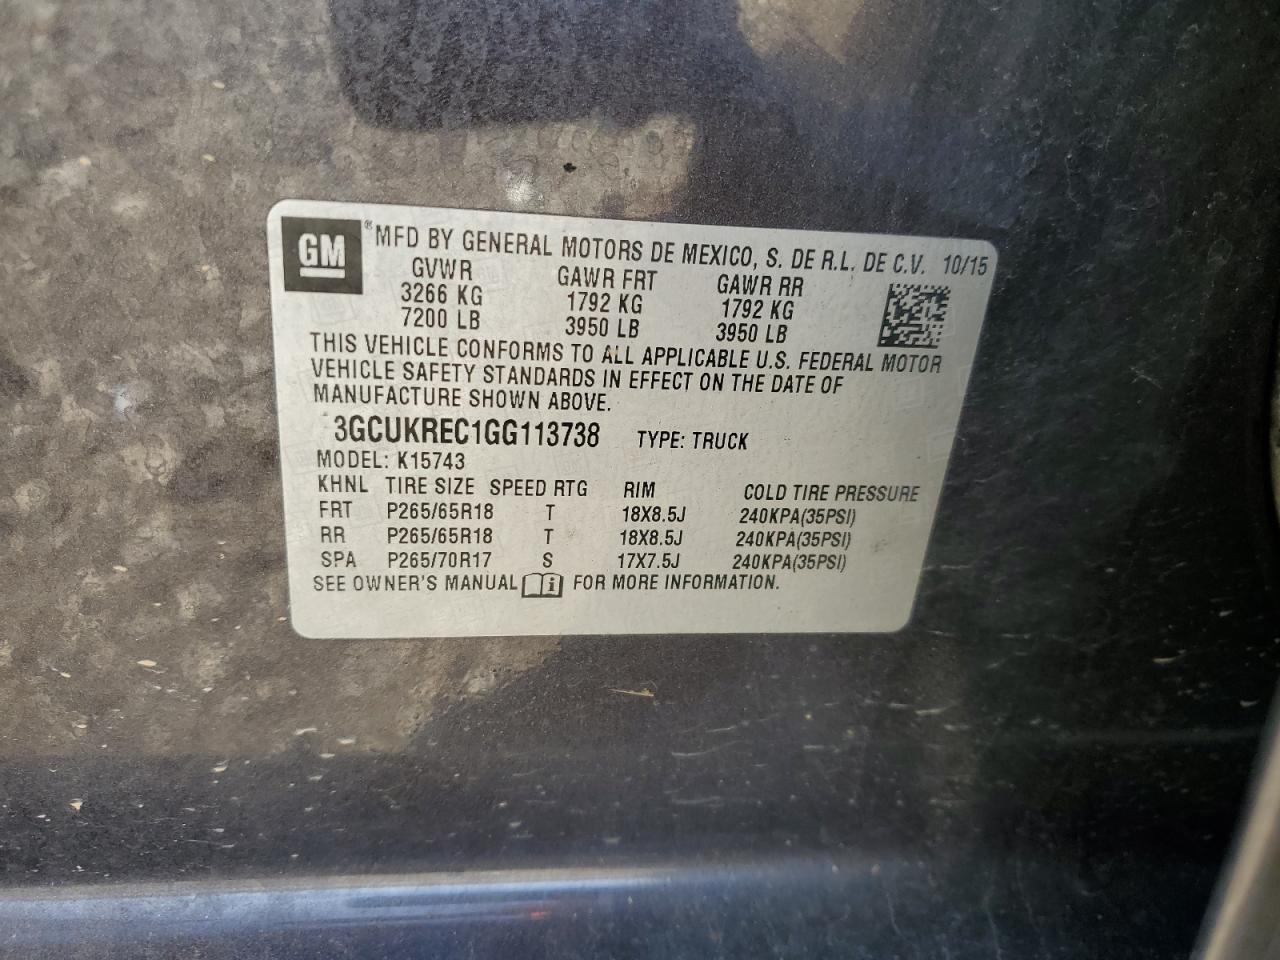 GM ® MFD BY GENERAL MOTORS DE MEXICO, S. DE R.L. DE C.V. 10/15
GVWR GAWR FRT GAWR RR
3266 KG 1792 KG 1792 KG
7200 LB 3950 LB 3950 LB
THIS VEHICLE CONFORMS TO ALL APPLICABLE U.S. FEDERAL MOTOR
VEHICLE SAFETY STANDARDS IN EFFECT ON THE DATE OF
MANUFACTURE SHOWN ABOVE.
3GCUKREC1GG113738 TYPE: TRUCK
MODEL: K15743
KHNL TIRE SIZE SPEED RTG RIM COLD TIRE PRESSURE
FRT P265/65R18 T 18X8.5J 240KPA(35PSI)
RR P265/65R18 T 18X8.5J 240KPA(35PSI)
SPA P265/70R17 S 17X7.5J 240KPA(35PSI)
SEE OWNER'S MANUAL i FOR MORE INFORMATION.